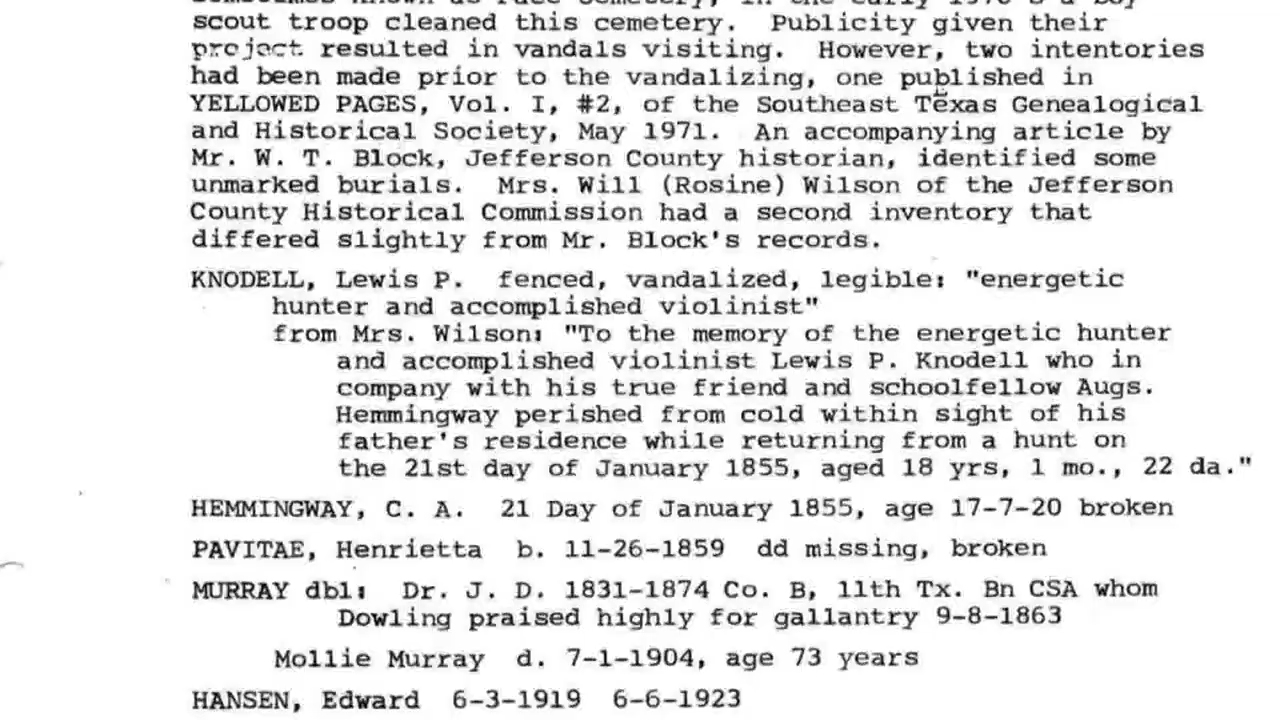 scout troop cleaned this cemetery. Publicity given their
project resulted in vandals visiting. However, two intentories
had been made prior to the vandalizing, one published in
YELLOWED PAGES, Vol. I, #2, of the Southeast Texas Genealogical
and Historical Society, May 1971. An accompanying article by
Mr. W. T. Block, Jefferson County historian, identified some
unmarked burials. Mrs. Will (Rosine) Wilson of the Jefferson
County Historical Commission had a second inventory that
differed slightly from Mr. Block's records.
KNODELL, Lewis P. fenced, vandalized, legible: "energetic
hunter and accomplished violinist"
from Mrs. Wilson: "To the memory of the energetic hunter
and accomplished violinist Lewis P. Knodell who in
company with his true friend and schoolfellow Augs.
Hemmingway perished from cold within sight of his
father's residence while returning from a hunt on
the 21st day of January 1855, aged 18 yrs, 1 mo., 22 da."
HEMMINGWAY, C. A. 21 Day of January 1855, age 17-7-20 broken
PAVITAE, Henrietta b. 11-26-1859 dd missing, broken
MURRAY dbl: Dr. J. D. 1831-1874 Co. B, 11th Tx. Bn CSA whom
Dowling praised highly for gallantry 9-8-1863
Mollie Murray d. 7-1-1904, age 73 years
HANSEN, Edward 6-3-1919 6-6-1923